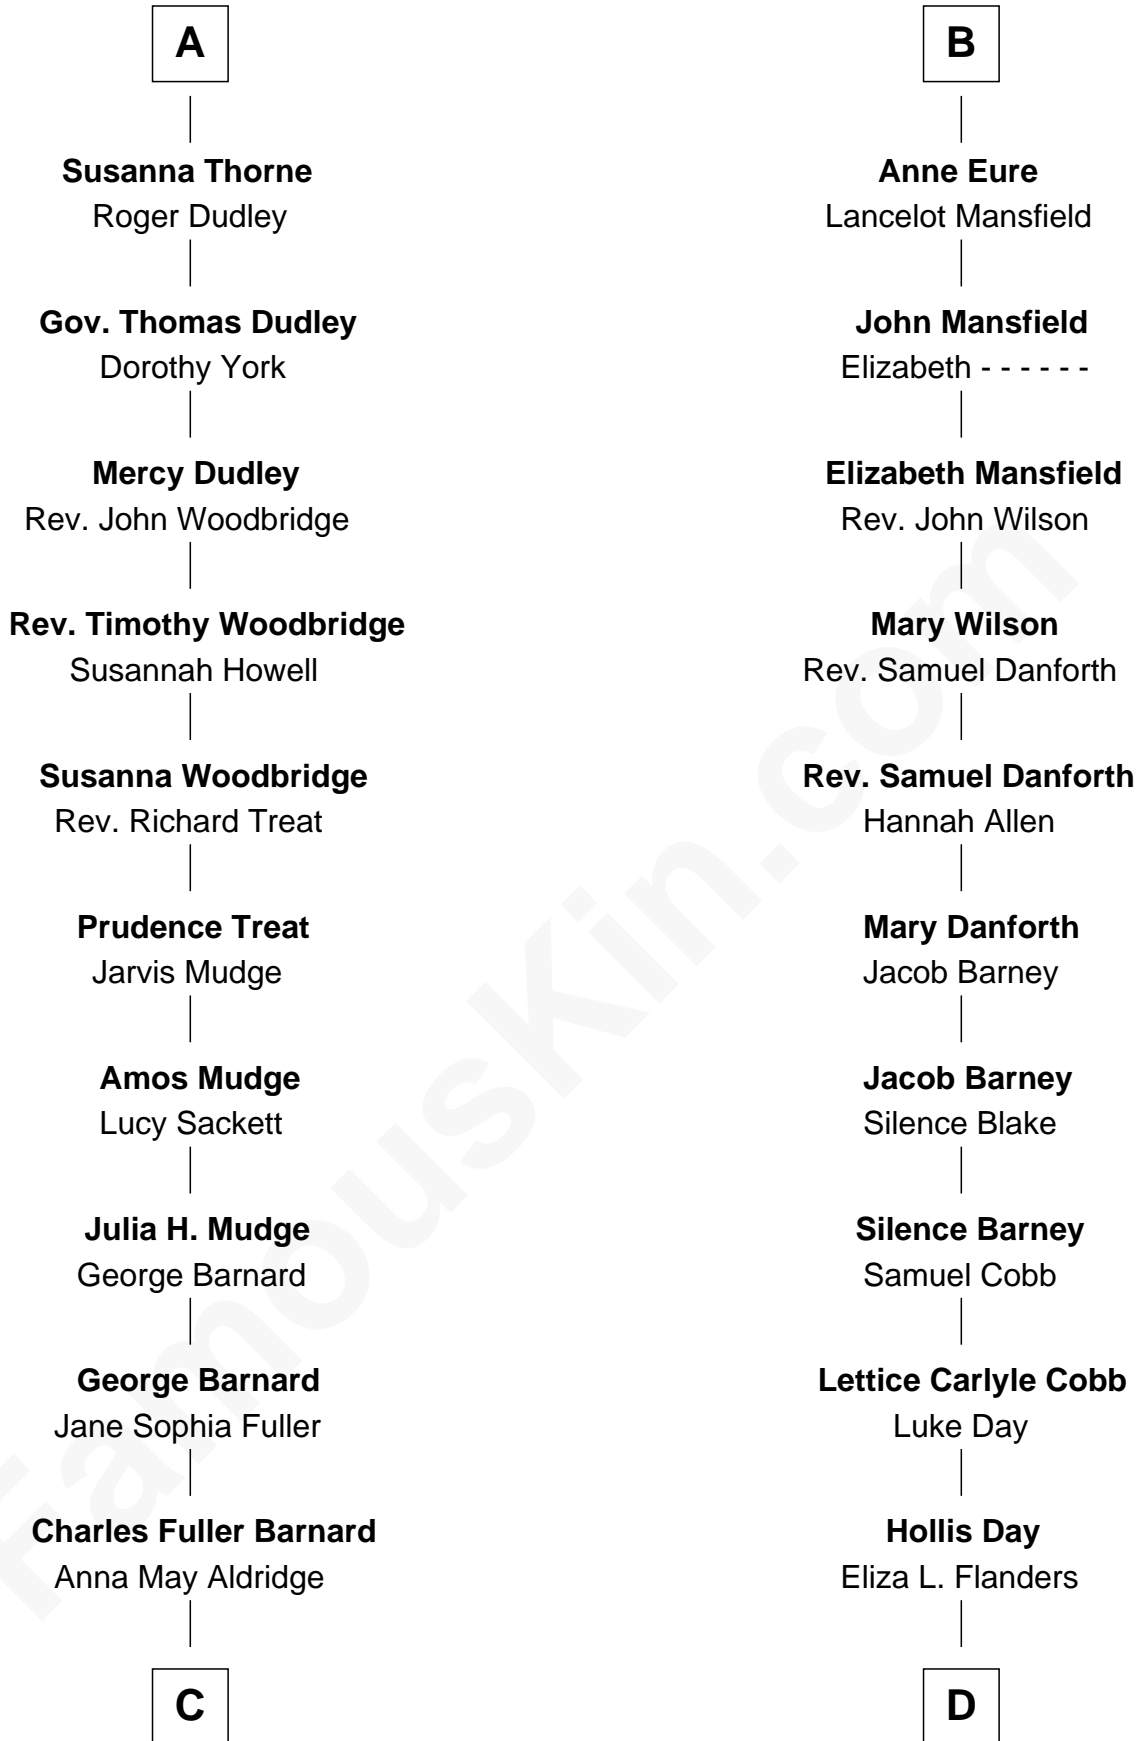 A
Susanna Thorne
Roger Dudley
Gov. Thomas Dudley
Dorothy York
Mercy Dudley
Rev. John Woodbridge
Rev. Timothy Woodbridge
Susannah Howell
Susanna Woodbridge
Rev. Richard Treat
Prudence Treat
Jarvis Mudge
Amos Mudge
Lucy Sackett
Julia H. Mudge
George Barnard
George Barnard
Jane Sophia Fuller
Charles Fuller Barnard
Anna May Aldridge
C
B
Anne Eure
Lancelot Mansfield
John Mansfield
Elizabeth - - - - - -
Elizabeth Mansfield
Rev. John Wilson
Mary Wilson
Rev. Samuel Danforth
Rev. Samuel Danforth
Hannah Allen
Mary Danforth
Jacob Barney
Jacob Barney
Silence Blake
Silence Barney
Samuel Cobb
Lettice Carlyle Cobb
Luke Day
Hollis Day
Eliza L. Flanders
D
FamousKin.com